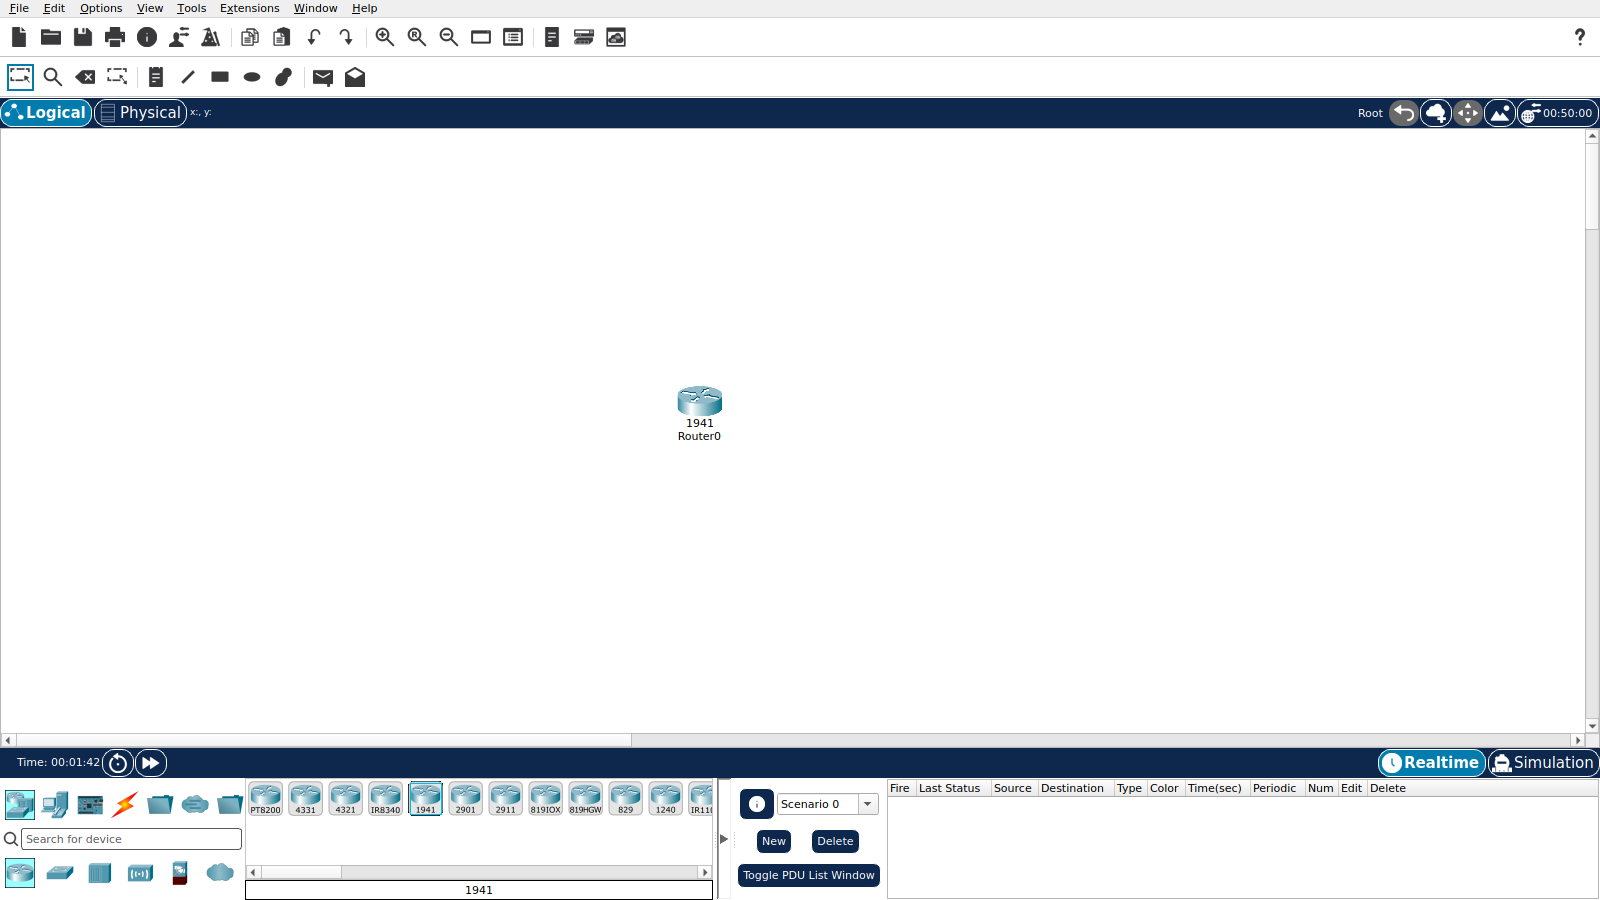 File Edit Options View Tools Extensions Window Help
?
Logical Physical x:, y: Root 00:50:00
1941
Router0
Time: 00:01:42 Realtime Simulation
PT8200 4331 4321 IR8340 1941 2901 2911 819IOX 819HGW 829 1240 IR110
Search for device
1941
Scenario 0
New Delete
Toggle PDU List Window
Fire Last Status Source Destination Type Color Time(sec) Periodic Num Edit Delete